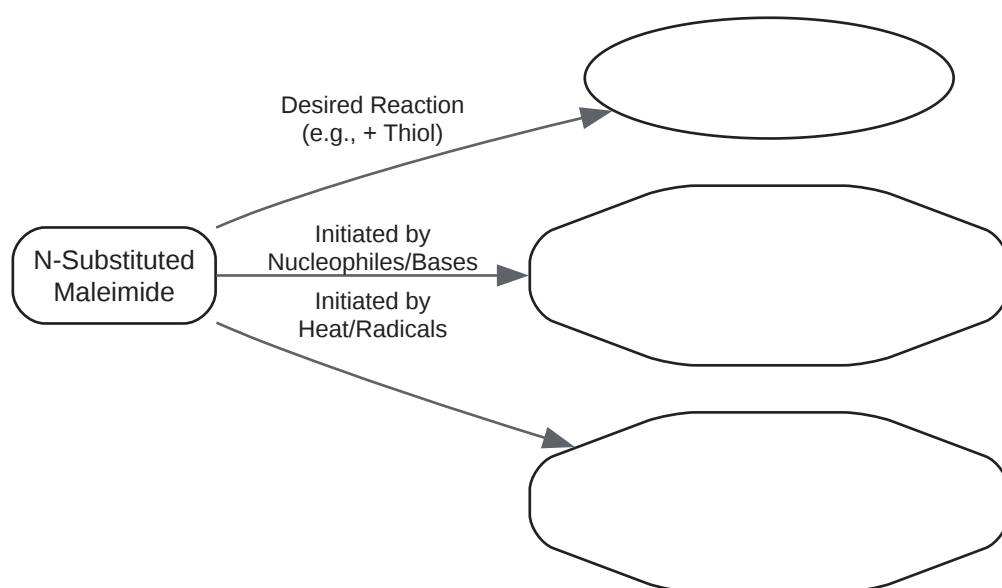 Desired Reaction
(e.g., + Thiol)
N-Substituted
Maleimide
Initiated by
Nucleophiles/Bases
Initiated by
Heat/Radicals